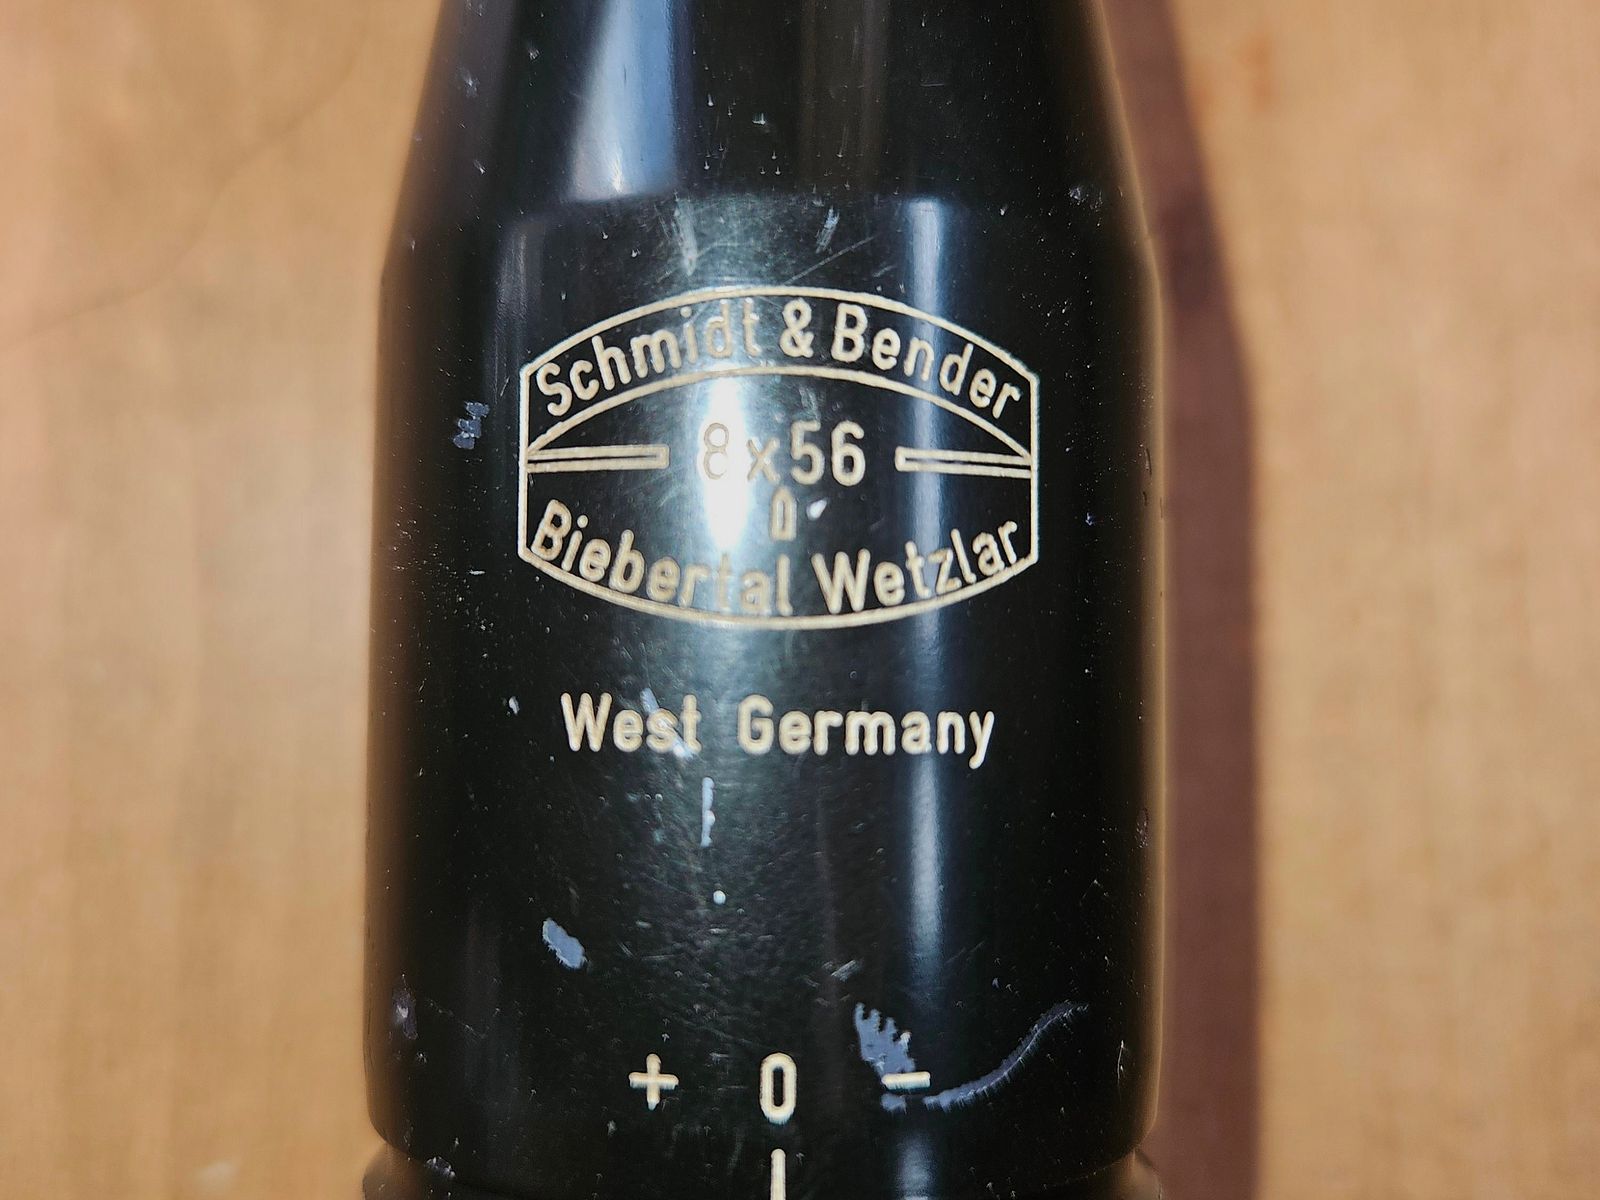 Schmidt & Bender
8x56
Biebertal Wetzlar
West Germany
+ 0 -